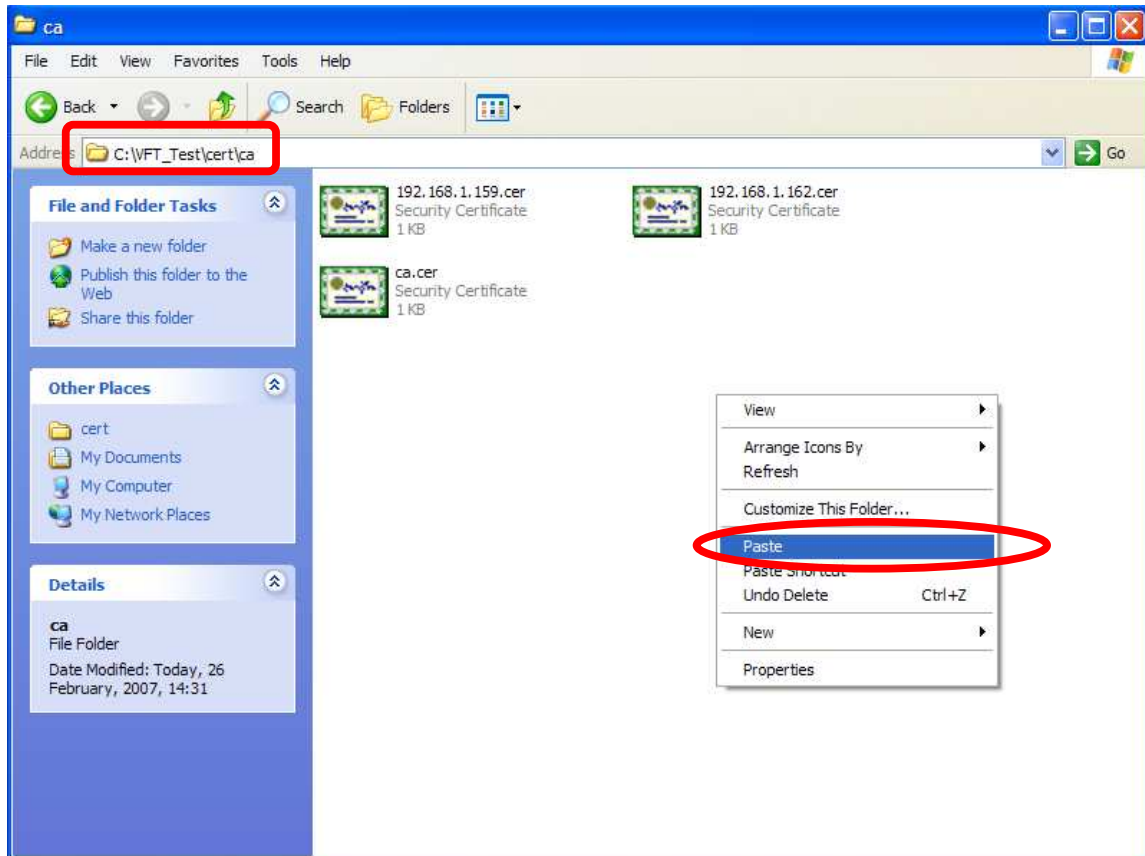 ca
File Edit View Favorites Tools Help
Back Search Folders
Address C:\VFT_Test\cert\ca Go
File and Folder Tasks
Make a new folder
Publish this folder to the
Web
Share this folder
Other Places
cert
My Documents
My Computer
My Network Places
Details
ca
File Folder
Date Modified: Today, 26
February, 2007, 14:31
192.168.1.159.cer
Security Certificate
1 KB
192.168.1.162.cer
Security Certificate
1 KB
ca.cer
Security Certificate
1 KB
View
Arrange Icons By
Refresh
Customize This Folder...
Paste
Paste Shortcut
Undo Delete Ctrl+Z
New
Properties